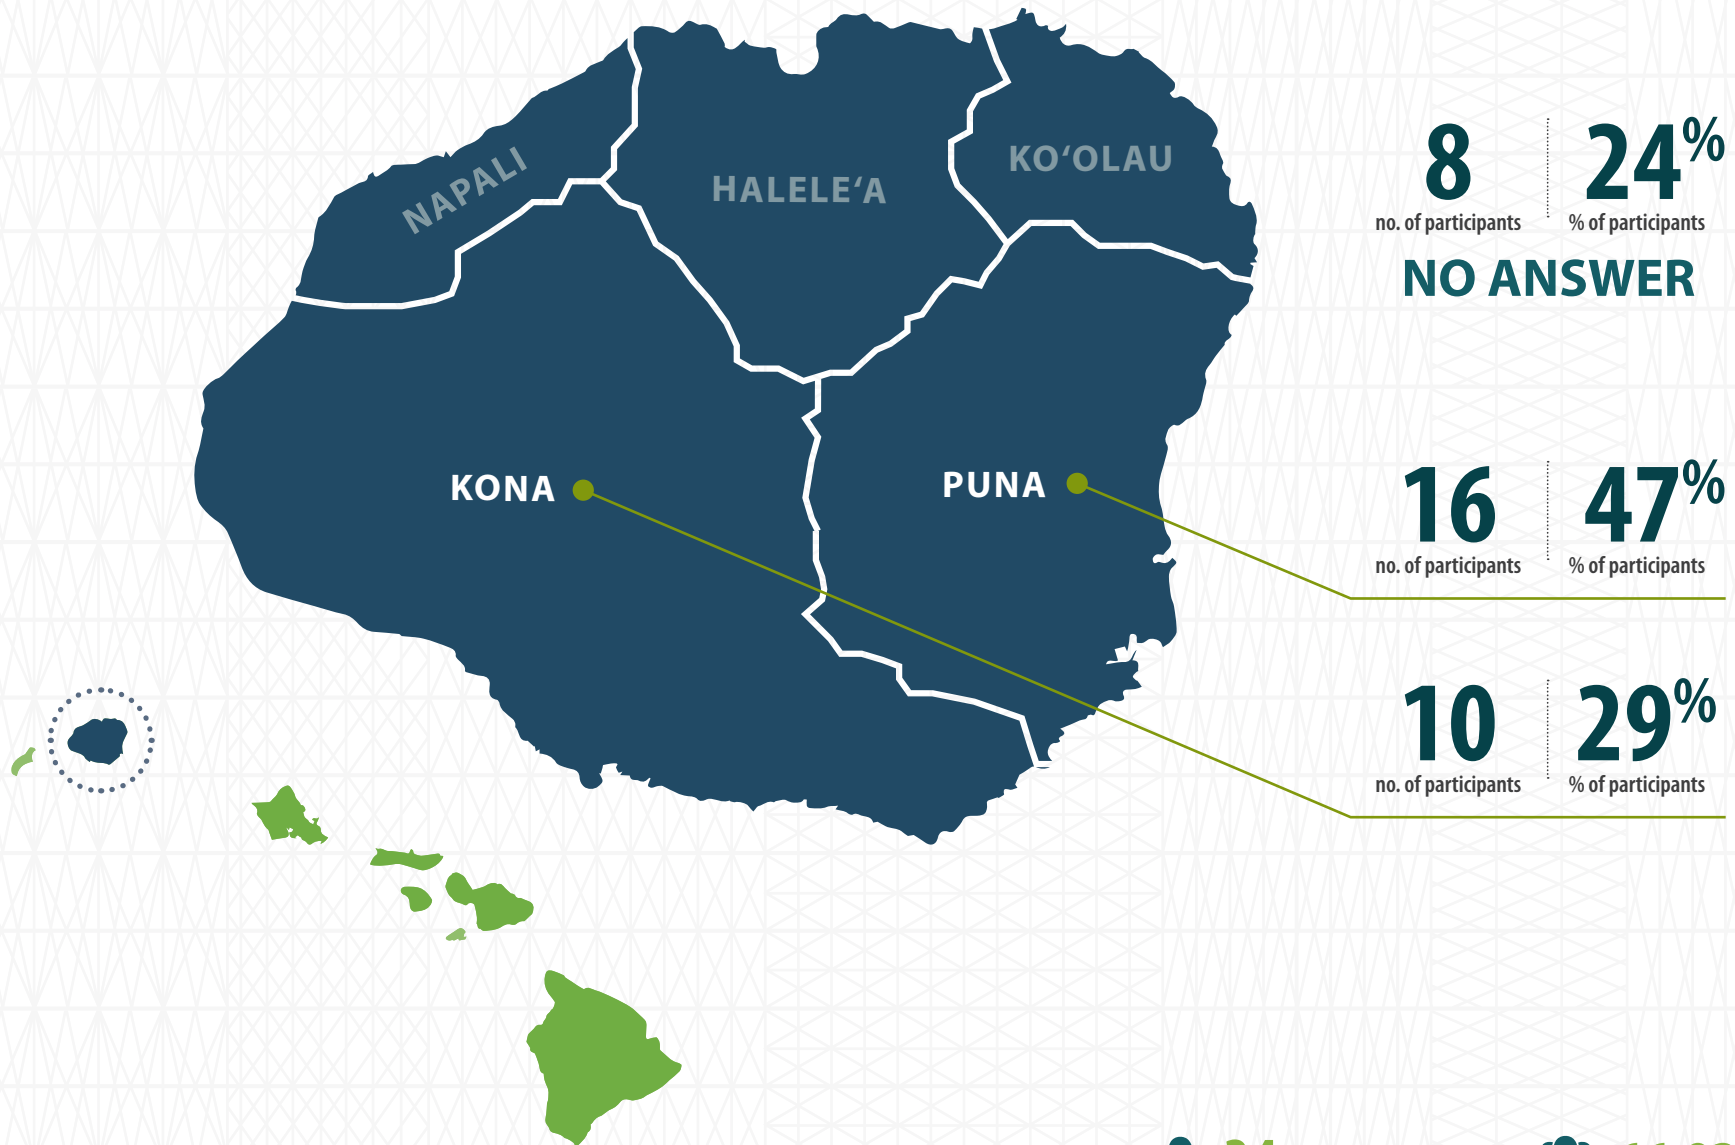 NAPALI
HALELE‘A
KO‘OLAU
8 24%
no. of participants % of participants
NO ANSWER
KONA
PUNA
16 47%
no. of participants % of participants
10 29%
no. of participants % of participants